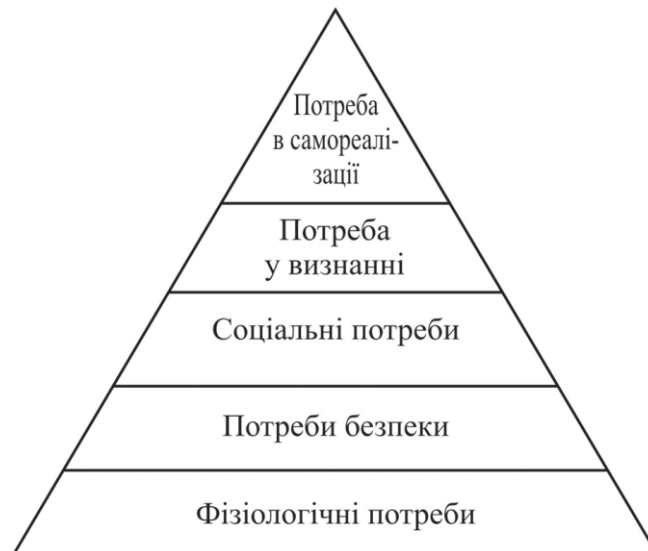 Потреба
в самореалі-
зації
Потреба
у визнанні
Соціальні потреби
Потреби безпеки
Фізіологічні потреби